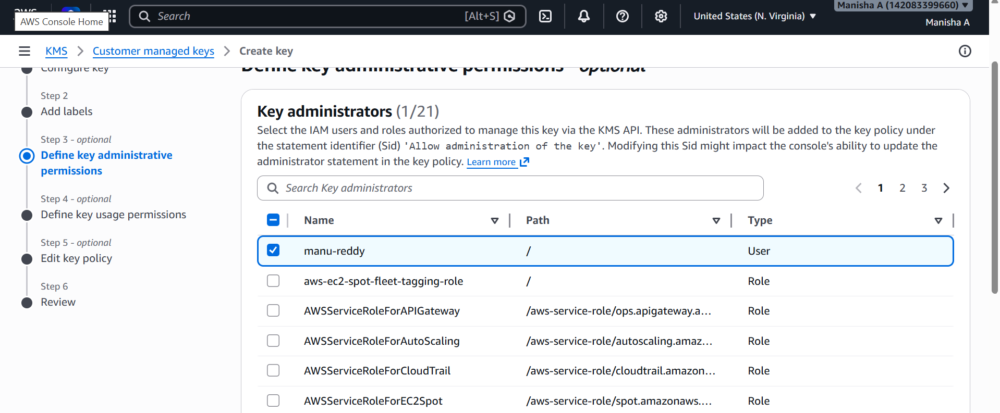 aws
AWS Console Home
Search
[Alt+S]
United States (N. Virginia)
Manisha A (142083399660)
Manisha A
KMS
Customer managed keys
Create key
Configure key
Step 2
Add labels
Step 3 - optional
Define key administrative
permissions
Step 4 - optional
Define key usage permissions
Step 5 - optional
Edit key policy
Step 6
Review
Define key administrative permissions - optional
Key administrators (1/21)
Select the IAM users and roles authorized to manage this key via the KMS API. These administrators will be added to the key policy under
the statement identifier (Sid) 'Allow administration of the key'. Modifying this Sid might impact the console's ability to update the
administrator statement in the key policy. Learn more
Search Key administrators
1 2 3
Name Path Type
manu-reddy / User
aws-ec2-spot-fleet-tagging-role / Role
AWSServiceRoleForAPIGateway /aws-service-role/ops.apigateway.a... Role
AWSServiceRoleForAutoScaling /aws-service-role/autoscaling.amaz... Role
AWSServiceRoleForCloudTrail /aws-service-role/cloudtrail.amazon... Role
AWSServiceRoleForEC2Spot /aws-service-role/spot.amazonaws.... Role